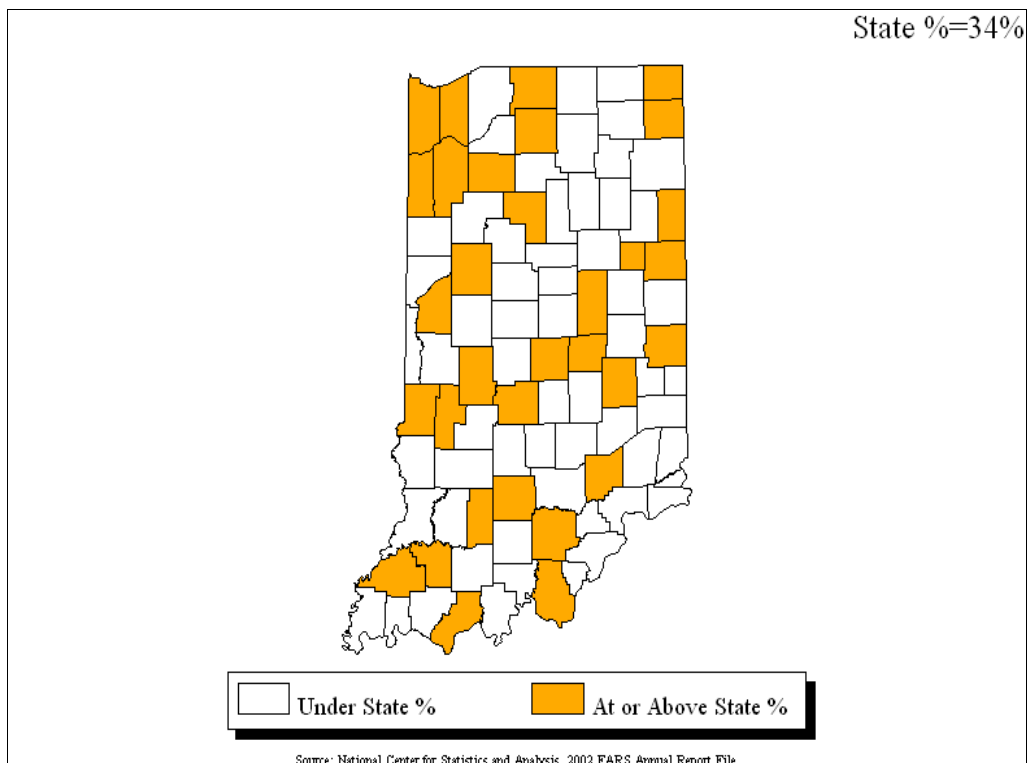 State %=34%
Under State %
At or Above State %
Source: National Center for Statistics and Analysis, 2002 FARS Annual Report File